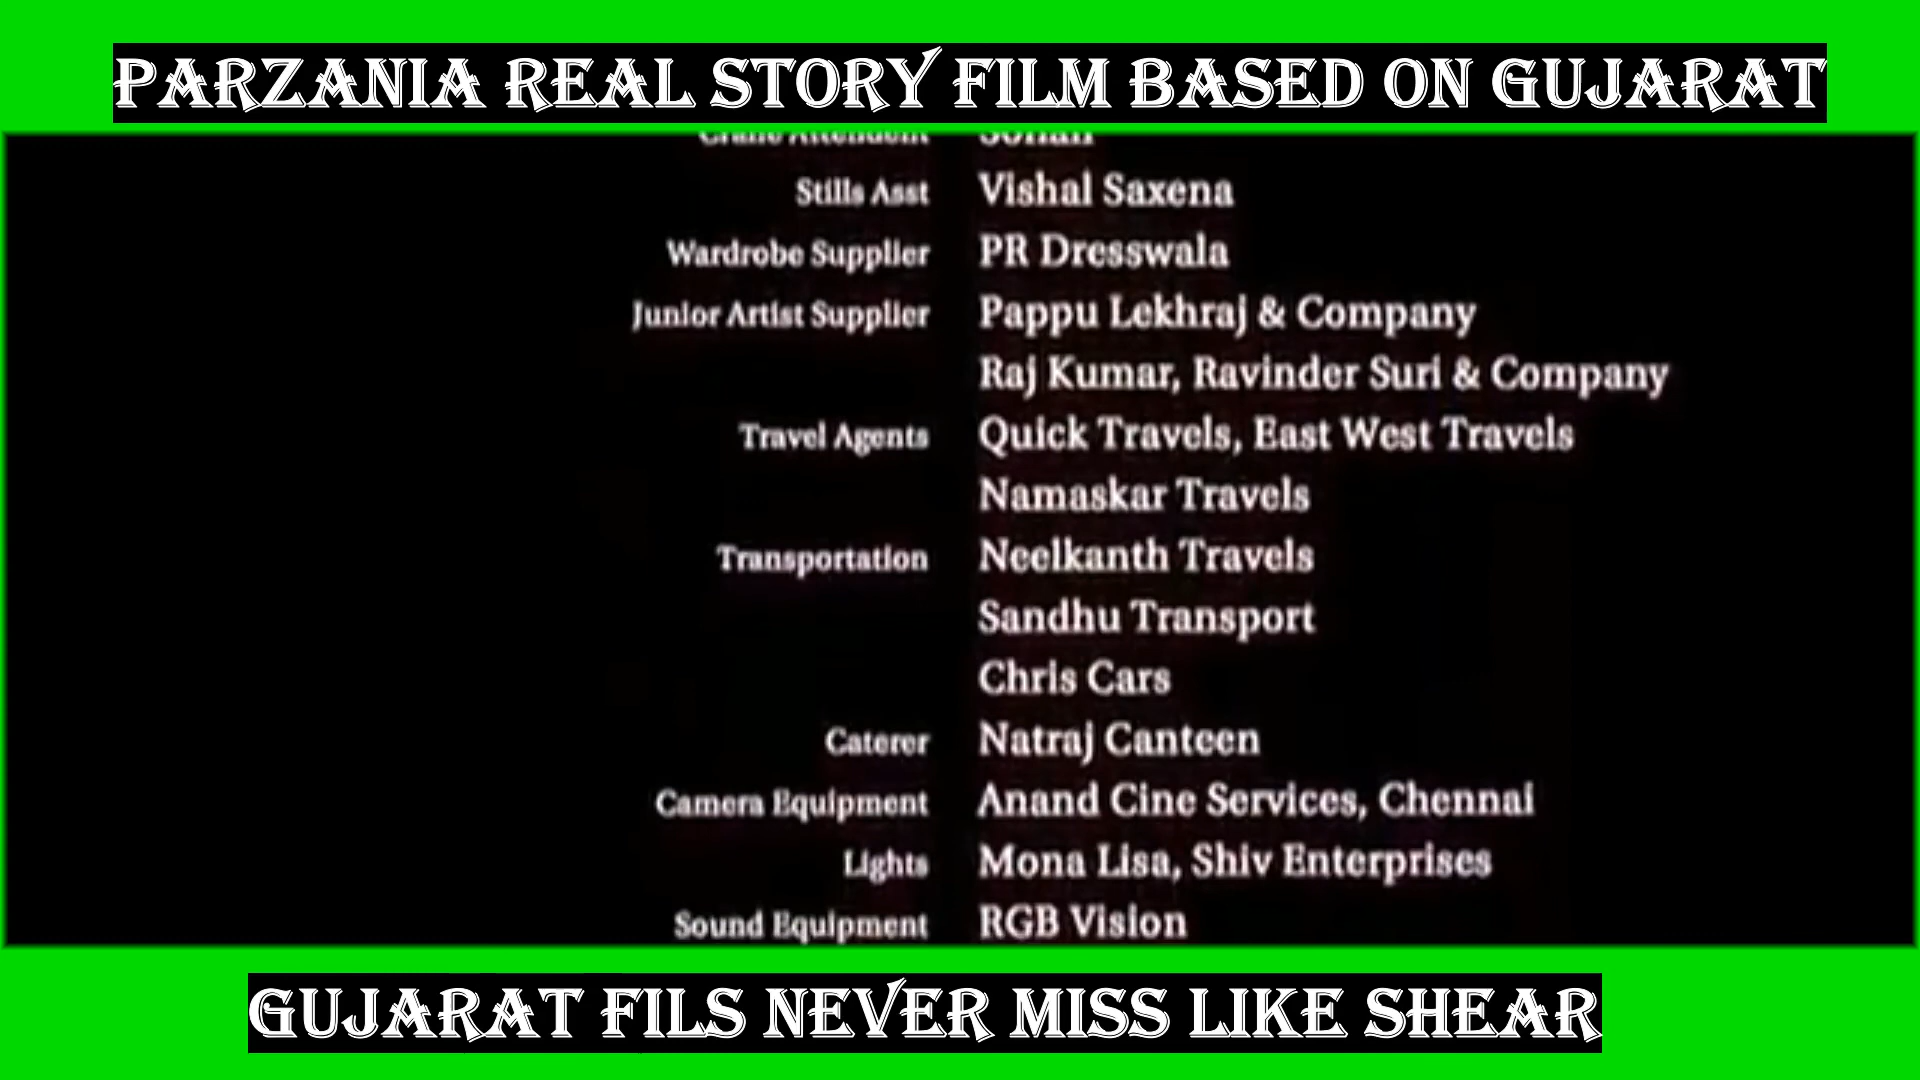 PARZANIA REAL STORY FILM BASED ON GUJARAT
Crane Attendent Sohan
Stills Asst Vishal Saxena
Wardrobe Supplier PR Dresswala
Junior Artist Supplier Pappu Lekhraj & Company
Raj Kumar, Ravinder Suri & Company
Travel Agents Quick Travels, East West Travels
Namaskar Travels
Transportation Neelkanth Travels
Sandhu Transport
Chris Cars
Caterer Natraj Canteen
Camera Equipment Anand Cine Services, Chennai
Lights Mona Lisa, Shiv Enterprises
Sound Equipment RGB Vision
GUJARAT FILS NEVER MISS LIKE SHEAR